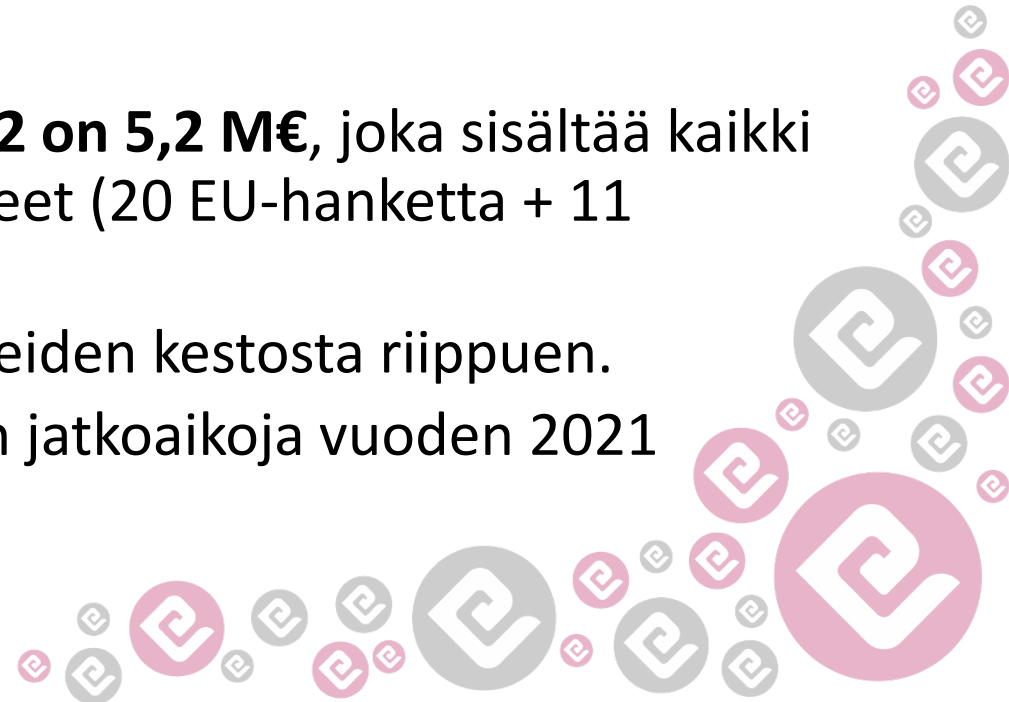 2 on 5,2 M€, joka sisältää kaikki
eet (20 EU-hanketta + 11
eiden kestosta riippuen.
n jatkoaikoja vuoden 2021